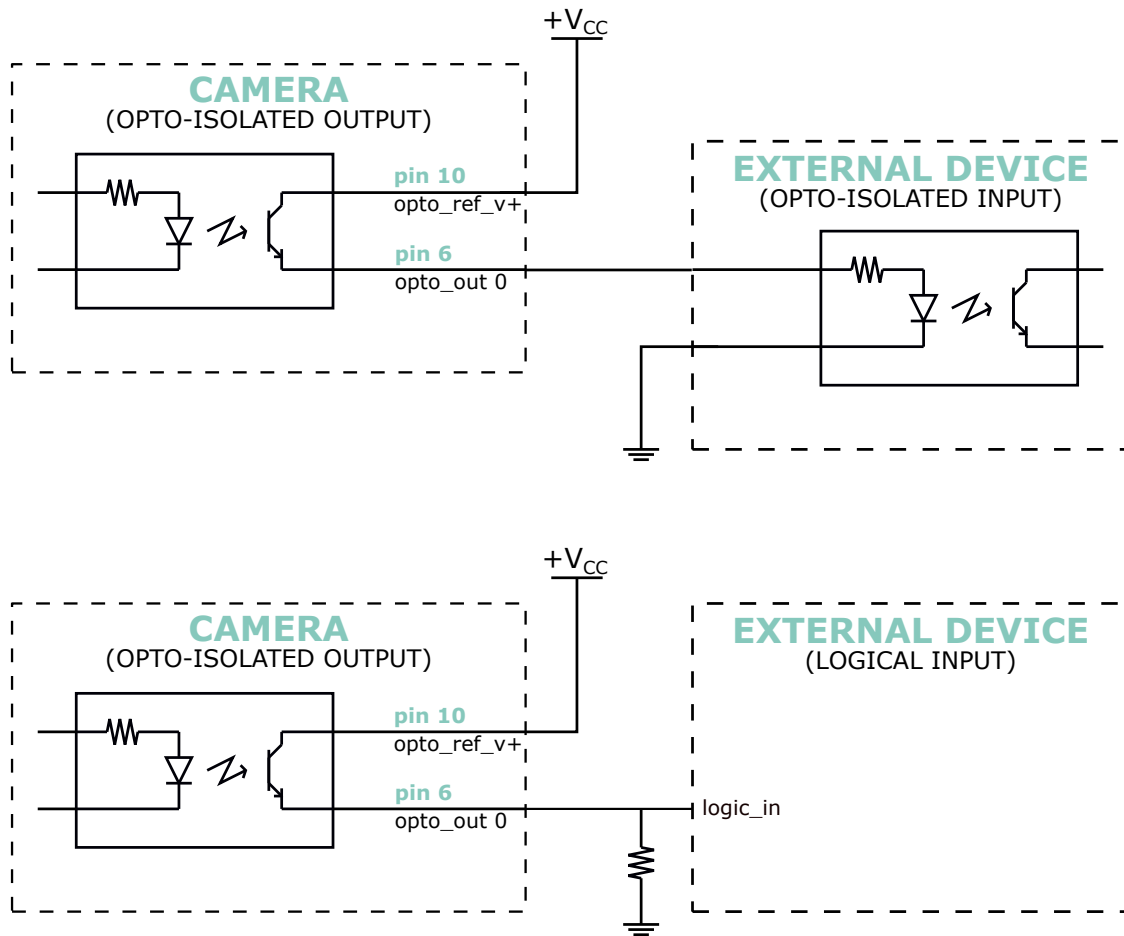 +VCC
CAMERA
(OPTO-ISOLATED OUTPUT)
pin 10
opto_ref_v+
pin 6
opto_out 0
EXTERNAL DEVICE
(OPTO-ISOLATED INPUT)
+VCC
CAMERA
(OPTO-ISOLATED OUTPUT)
pin 10
opto_ref_v+
pin 6
opto_out 0
EXTERNAL DEVICE
(LOGICAL INPUT)
logic_in